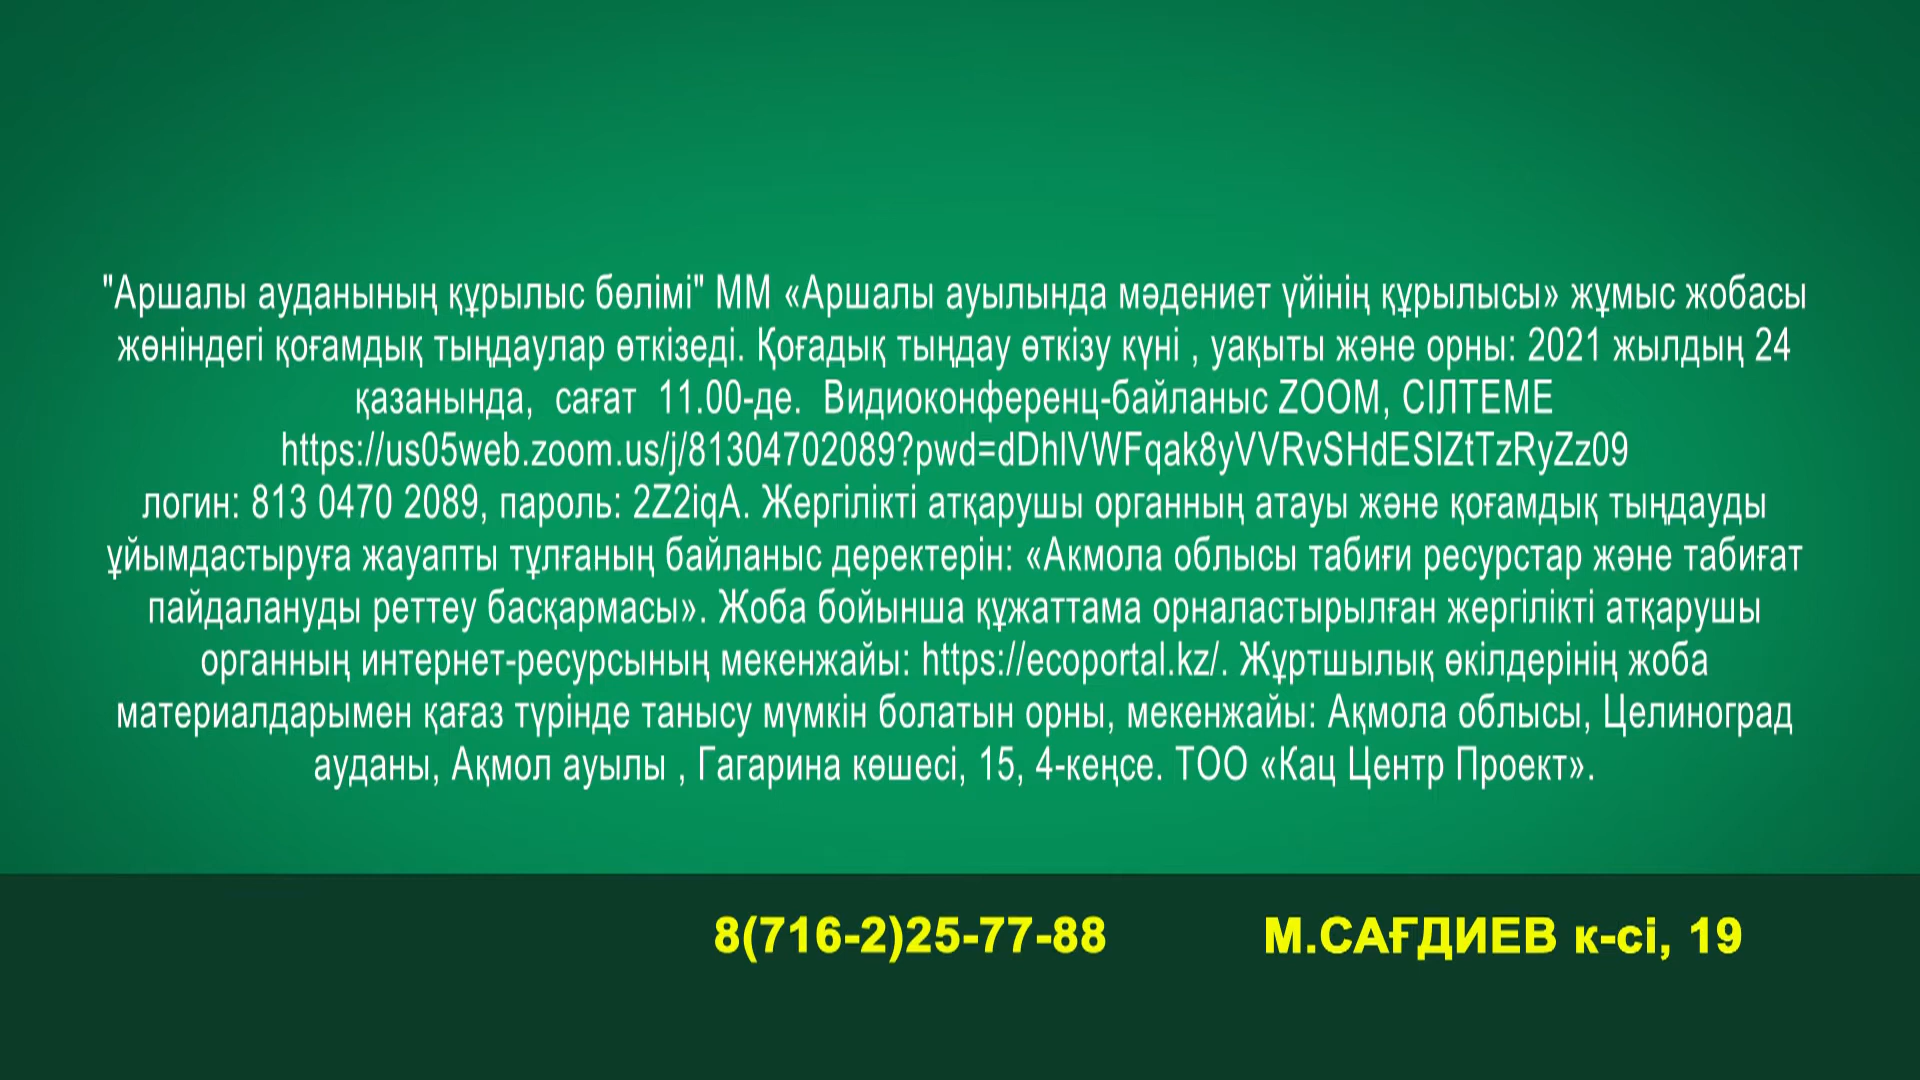 "Аршалы ауданының құрылыс бөлімі" ММ «Аршалы ауылында мәдениет үйінің құрылысы» жұмыс жобасы
жөніндегі қоғамдық тыңдаулар өткізеді. Қоғадық тыңдау өткізу күні , уақыты және орны: 2021 жылдың 24
қазанында, сағат 11.00-де. Видиоконференц-байланыс ZOOM, СІЛТЕМЕ
https://us05web.zoom.us/j/81304702089?pwd=dDhlVWFqak8yVVRvSHdESlZtTzRyZz09
логин: 813 0470 2089, пароль: 2Z2iqA. Жергілікті атқарушы органның атауы және қоғамдық тыңдауды
ұйымдастыруға жауапты тұлғаның байланыс деректерін: «Акмола облысы табиғи ресурстар және табиғат
пайдалануды реттеу басқармасы». Жоба бойынша құжаттама орналастырылған жергілікті атқарушы
органның интернет-ресурсының мекенжайы: https://ecoportal.kz/. Жұртшылық өкілдерінің жоба
материалдарымен қағаз түрінде танысу мүмкін болатын орны, мекенжайы: Ақмола облысы, Целиноград
ауданы, Ақмол ауылы , Гагарина көшесі, 15, 4-кеңсе. ТОО «Кац Центр Проект».
8(716-2)25-77-88 М.САҒДИЕВ к-сі, 19